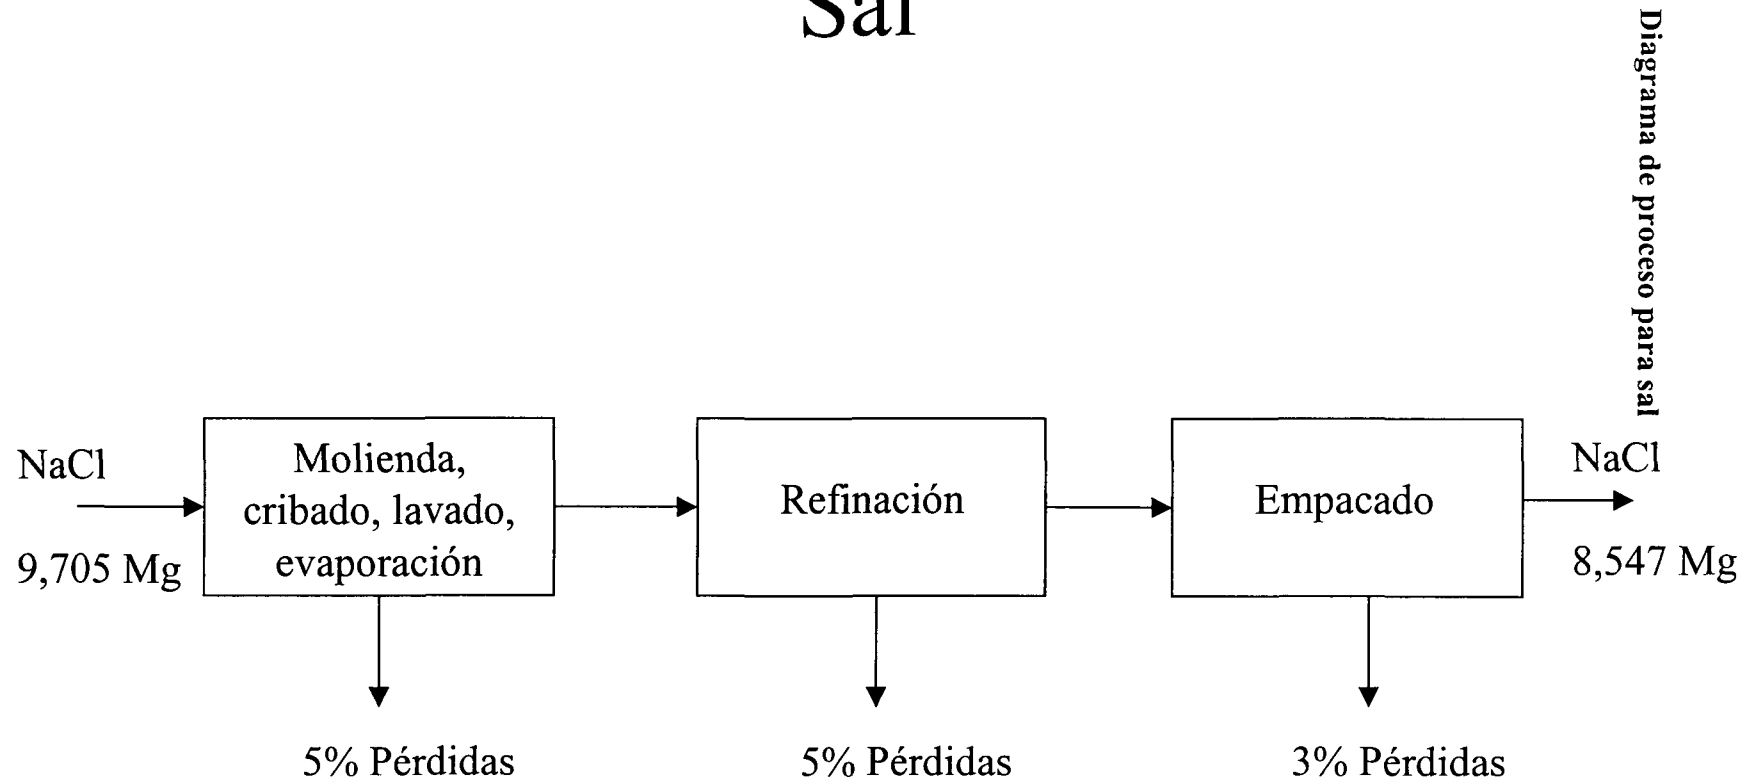 Sal
Diagrama de proceso para sal
NaCl
9,705 Mg
Molienda,
cribado, lavado,
evaporación
Refinación
Empacado
NaCl
8,547 Mg
5% Pérdidas
5% Pérdidas
3% Pérdidas